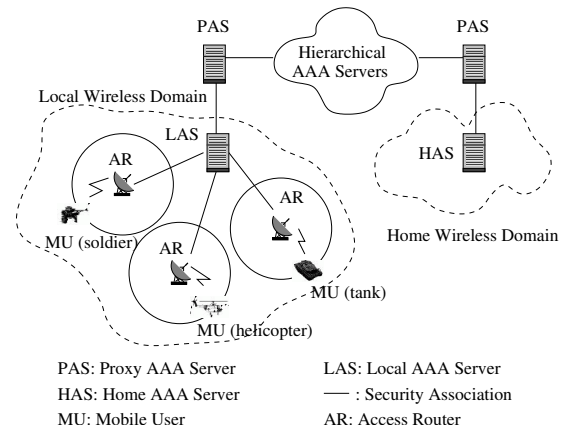 PAS
PAS
Hierarchical
AAA Servers
Local Wireless Domain
LAS
HAS
AR
AR
AR
MU (soldier)
Home Wireless Domain
MU (tank)
MU (helicopter)
PAS: Proxy AAA Server
LAS: Local AAA Server
HAS: Home AAA Server
— : Security Association
MU: Mobile User
AR: Access Router